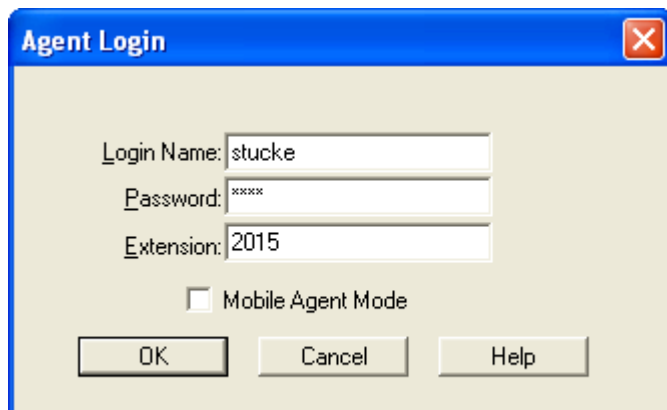 Agent Login
Login Name: stucke
Password: ****
Extension: 2015
Mobile Agent Mode
OK Cancel Help